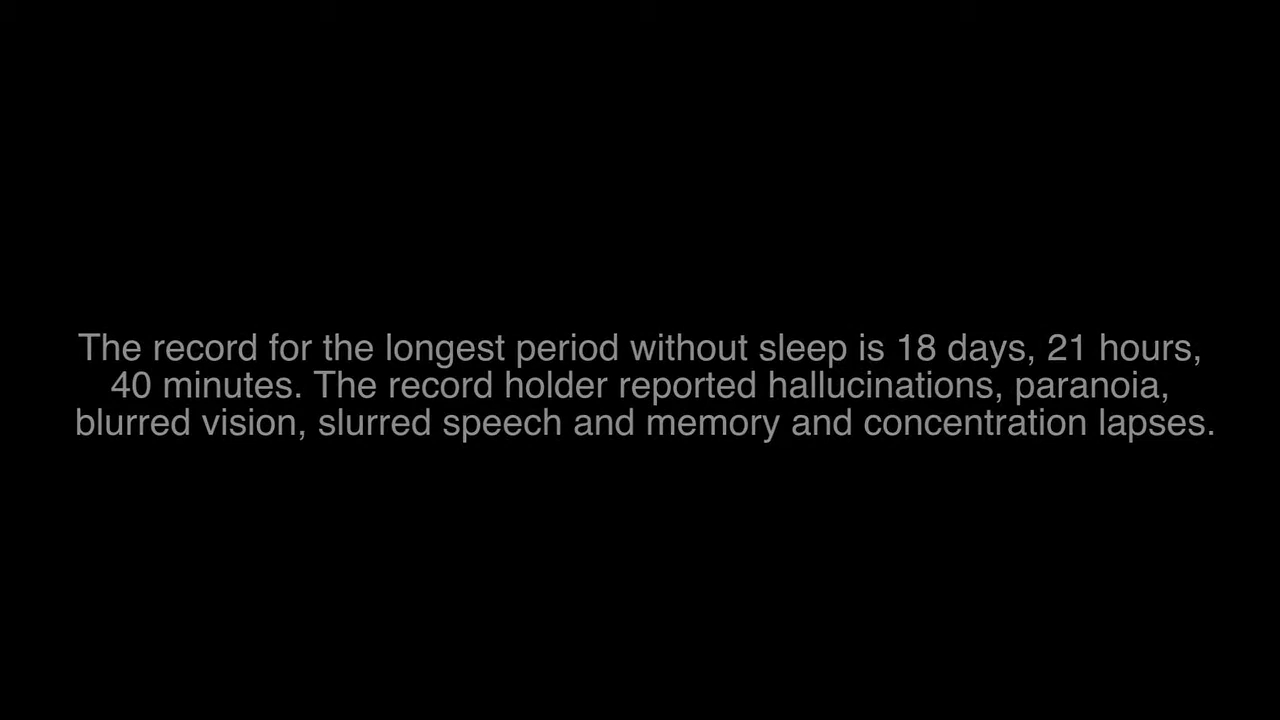 The record for the longest period without sleep is 18 days, 21 hours,
40 minutes. The record holder reported hallucinations, paranoia,
blurred vision, slurred speech and memory and concentration lapses.